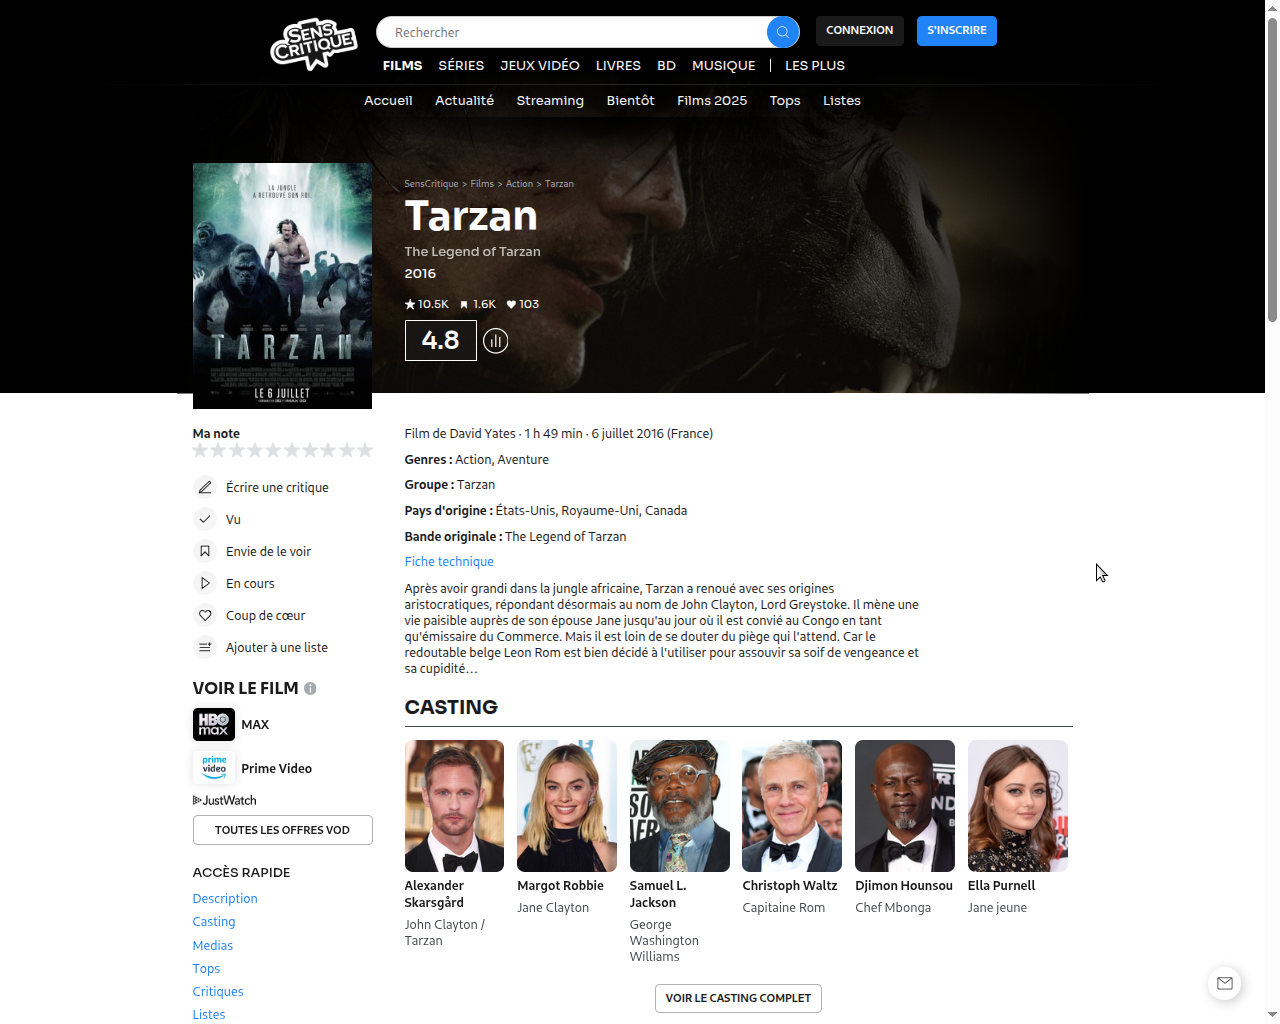 SENS
CRITIQUE
Rechercher
CONNEXION
S'INSCRIRE
FILMS SÉRIES JEUX VIDÉO LIVRES BD MUSIQUE | LES PLUS
Accueil Actualité Streaming Bientôt Films 2025 Tops Listes
LA JUNGLE
A RETROUVÉ SON ROI.
TARZAN
LE 6 JUILLET
SensCritique > Films > Action > Tarzan
Tarzan
The Legend of Tarzan
2016
10.5K 1.6K 103
4.8
Ma note
Écrire une critique
Vu
Envie de le voir
En cours
Coup de cœur
Ajouter à une liste
VOIR LE FILM
HBO
max
MAX
prime
video
Prime Video
JustWatch
TOUTES LES OFFRES VOD
ACCÈS RAPIDE
Description
Casting
Medias
Tops
Critiques
Listes
Film de David Yates · 1 h 49 min · 6 juillet 2016 (France)
Genres : Action, Aventure
Groupe : Tarzan
Pays d'origine : États-Unis, Royaume-Uni, Canada
Bande originale : The Legend of Tarzan
Fiche technique
Après avoir grandi dans la jungle africaine, Tarzan a renoué avec ses origines
aristocratiques, répondant désormais au nom de John Clayton, Lord Greystoke. Il mène une
vie paisible auprès de son épouse Jane jusqu'au jour où il est convié au Congo en tant
qu'émissaire du Commerce. Mais il est loin de se douter du piège qui l'attend. Car le
redoutable belge Leon Rom est bien décidé à l'utiliser pour assouvir sa soif de vengeance et
sa cupidité…
CASTING
Alexander
Skarsgård
John Clayton /
Tarzan
Margot Robbie
Jane Clayton
Samuel L.
Jackson
George
Washington
Williams
Christoph Waltz
Capitaine Rom
Djimon Hounsou
Chef Mbonga
Ella Purnell
Jane jeune
VOIR LE CASTING COMPLET